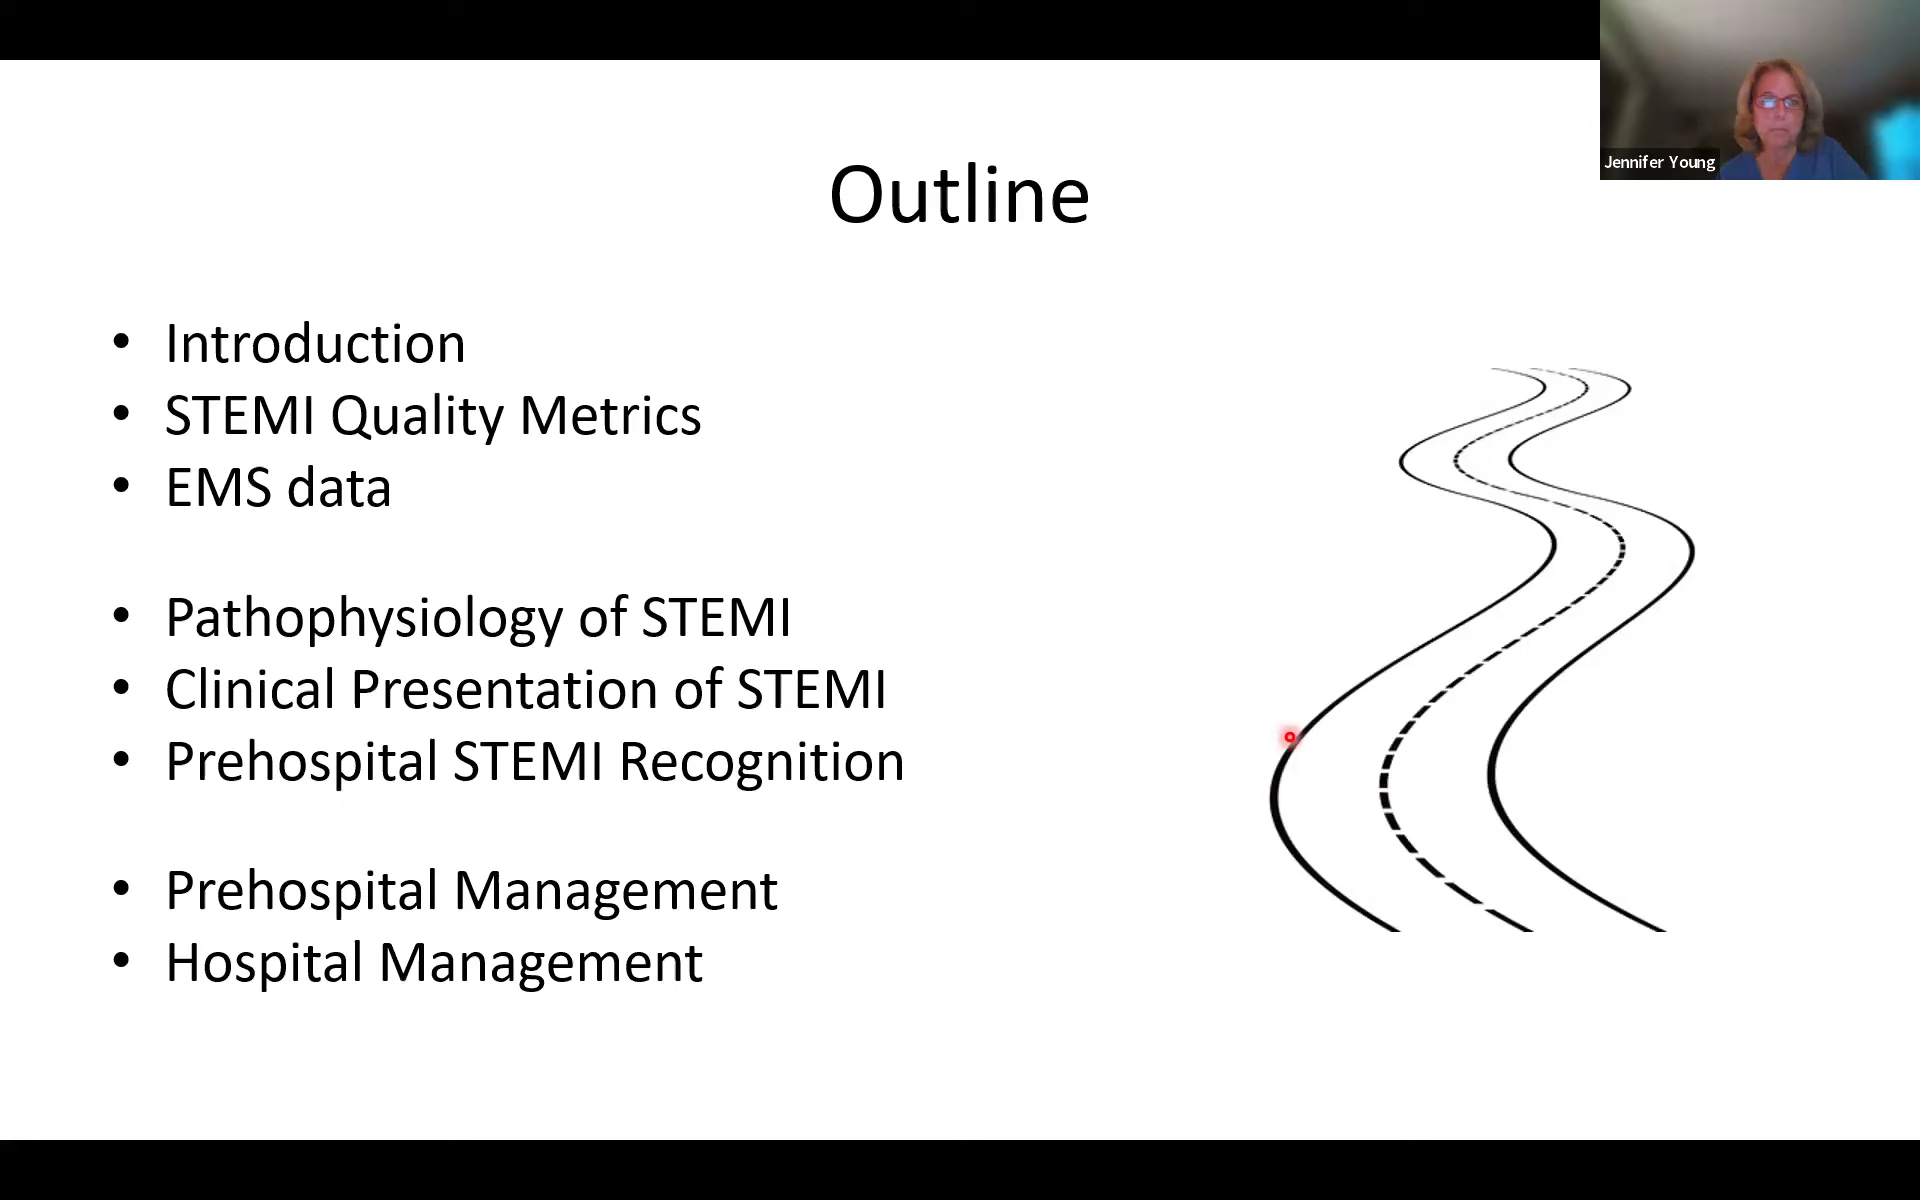 Jennifer Young
Outline
• Introduction
• STEMI Quality Metrics
• EMS data
• Pathophysiology of STEMI
• Clinical Presentation of STEMI
• Prehospital STEMI Recognition
• Prehospital Management
• Hospital Management